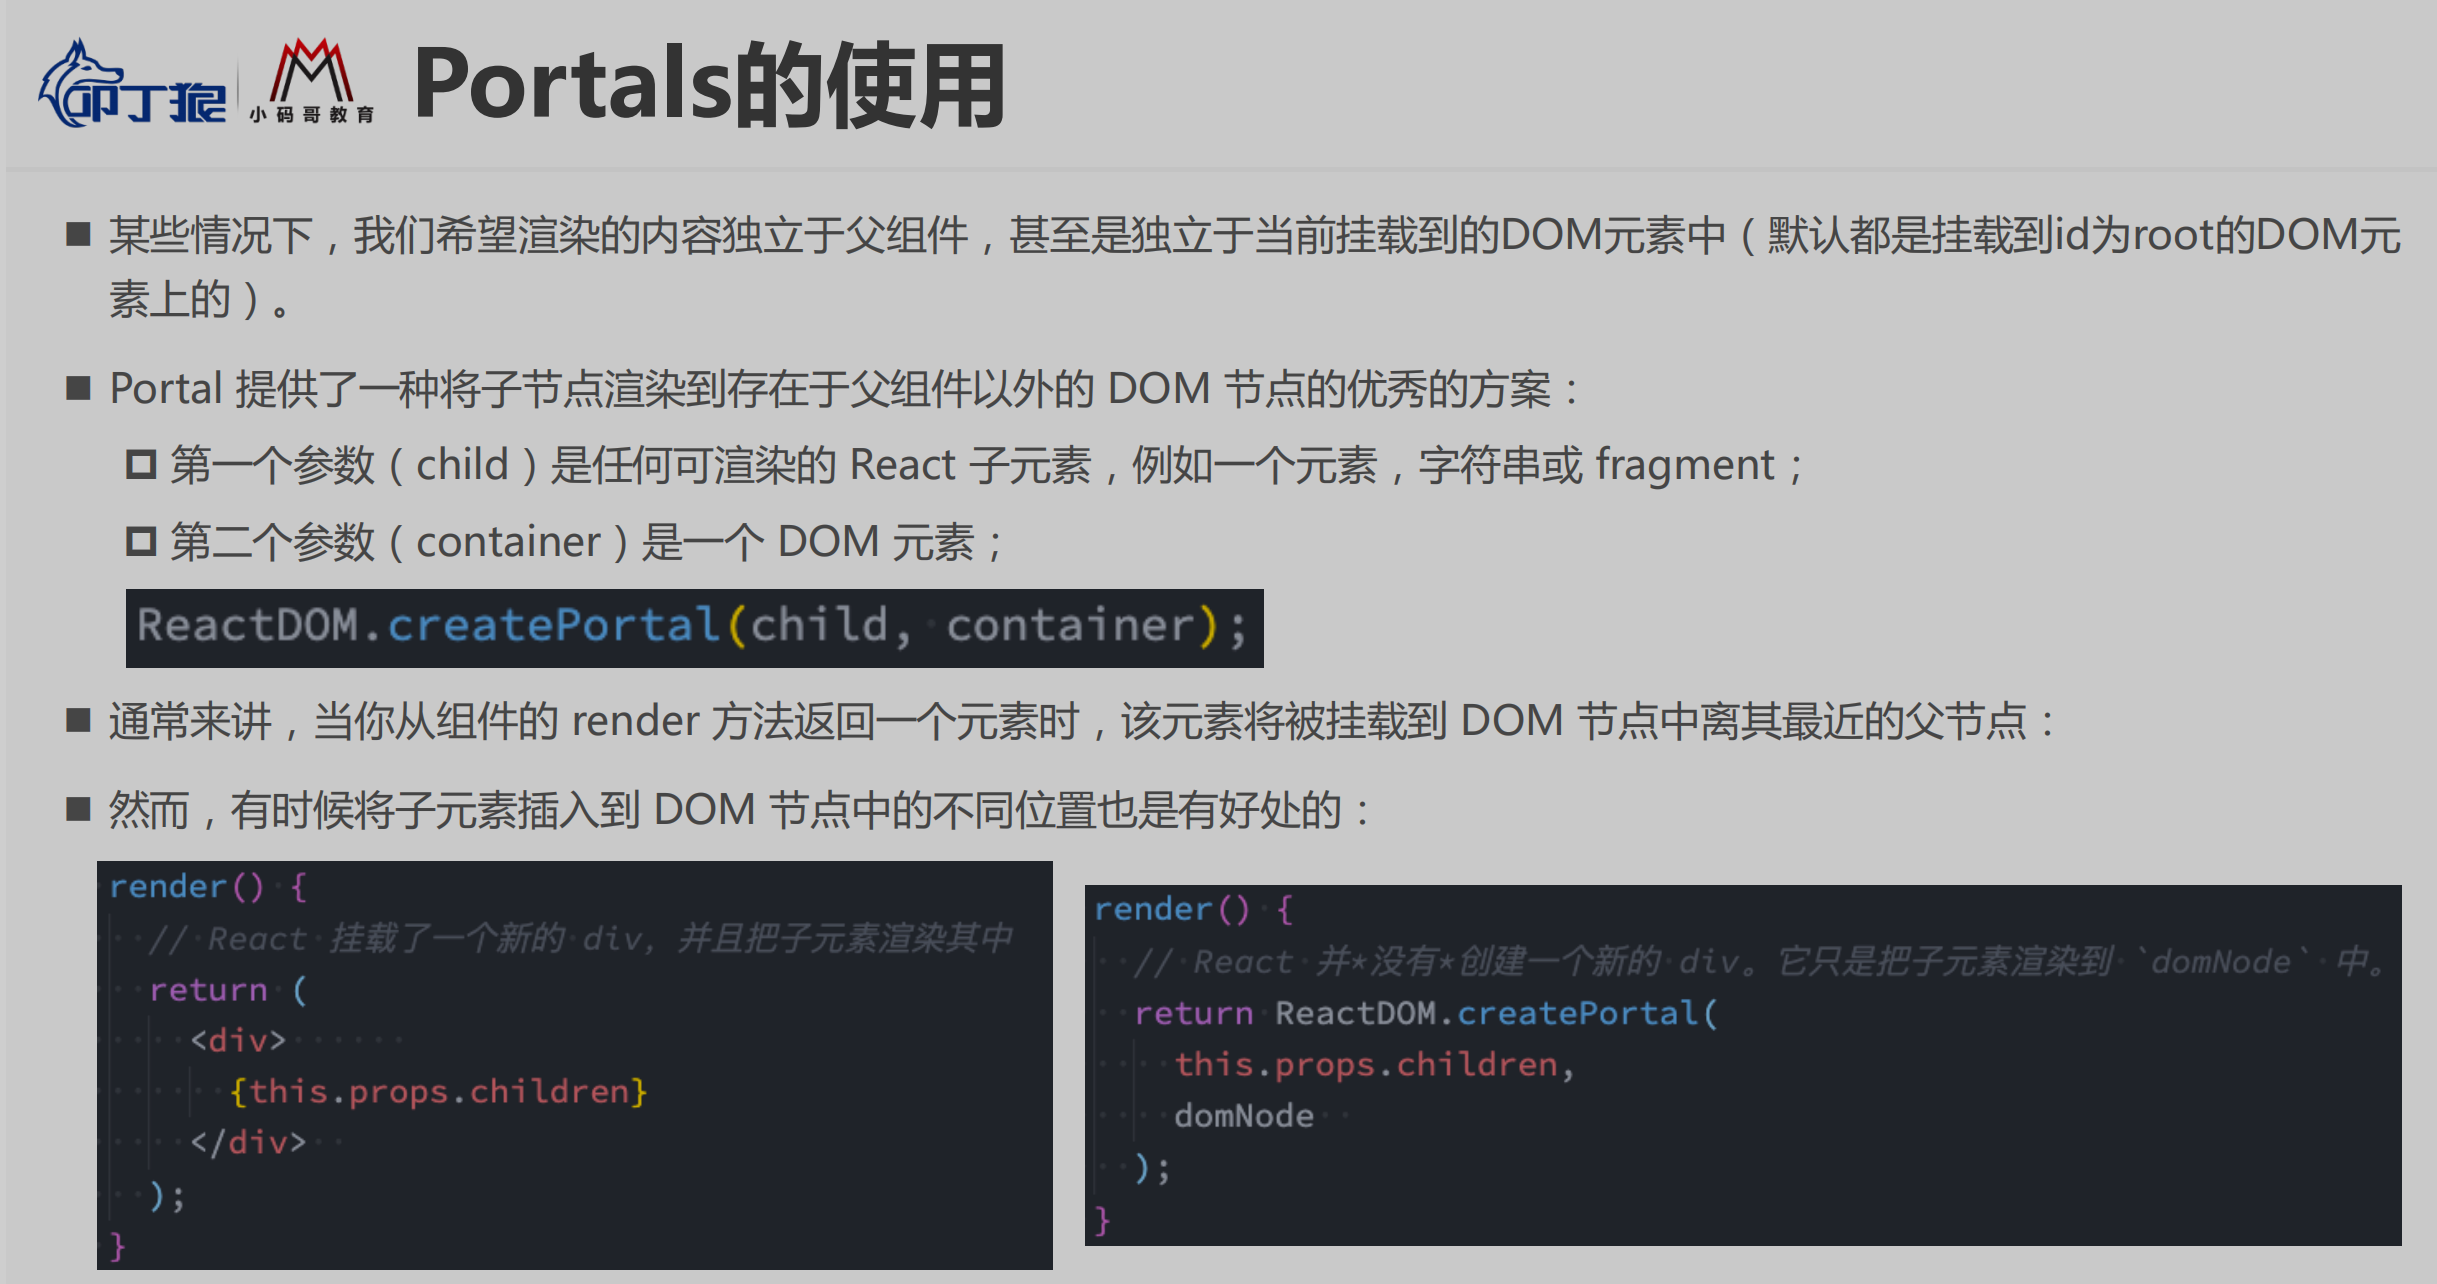 叩丁狼 小码哥教育 Portals的使用
■ 某些情况下，我们希望渲染的内容独立于父组件，甚至是独立于当前挂载到的DOM元素中（默认都是挂载到id为root的DOM元
素上的）。
■ Portal 提供了一种将子节点渲染到存在于父组件以外的 DOM 节点的优秀的方案：
第一个参数（child）是任何可渲染的 React 子元素，例如一个元素，字符串或 fragment；
第二个参数（container）是一个 DOM 元素；
ReactDOM.createPortal(child, container);
■ 通常来讲，当你从组件的 render 方法返回一个元素时，该元素将被挂载到 DOM 节点中离其最近的父节点：
■ 然而，有时候将子元素插入到 DOM 节点中的不同位置也是有好处的：
render() {
// React 挂载了一个新的 div，并且把子元素渲染其中
return (
<div>
{this.props.children}
</div>
);
}
render() {
// React 并*没有*创建一个新的 div。它只是把子元素渲染到 `domNode` 中。
return ReactDOM.createPortal(
this.props.children,
domNode
);
}